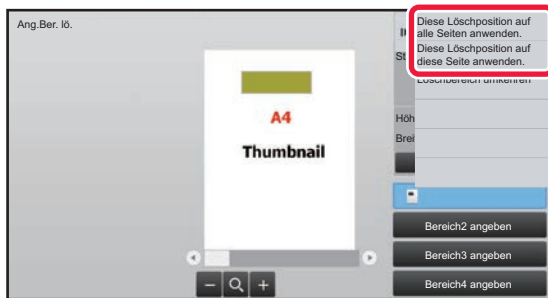 Ang.Ber. lö.
Diese Löschposition auf
alle Seiten anwenden.
Diese Löschposition auf
diese Seite anwenden.
Löschbereich umkehren
St
Höh
Brei
A4
Thumbnail
Bereich2 angeben
Bereich3 angeben
Bereich4 angeben